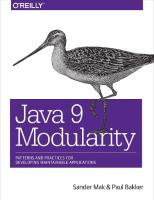 O'REILLY®
Java 9
Modularity
PATTERNS AND PRACTICES FOR
DEVELOPING MAINTAINABLE APPLICATIONS
Sander Mak & Paul Bakker